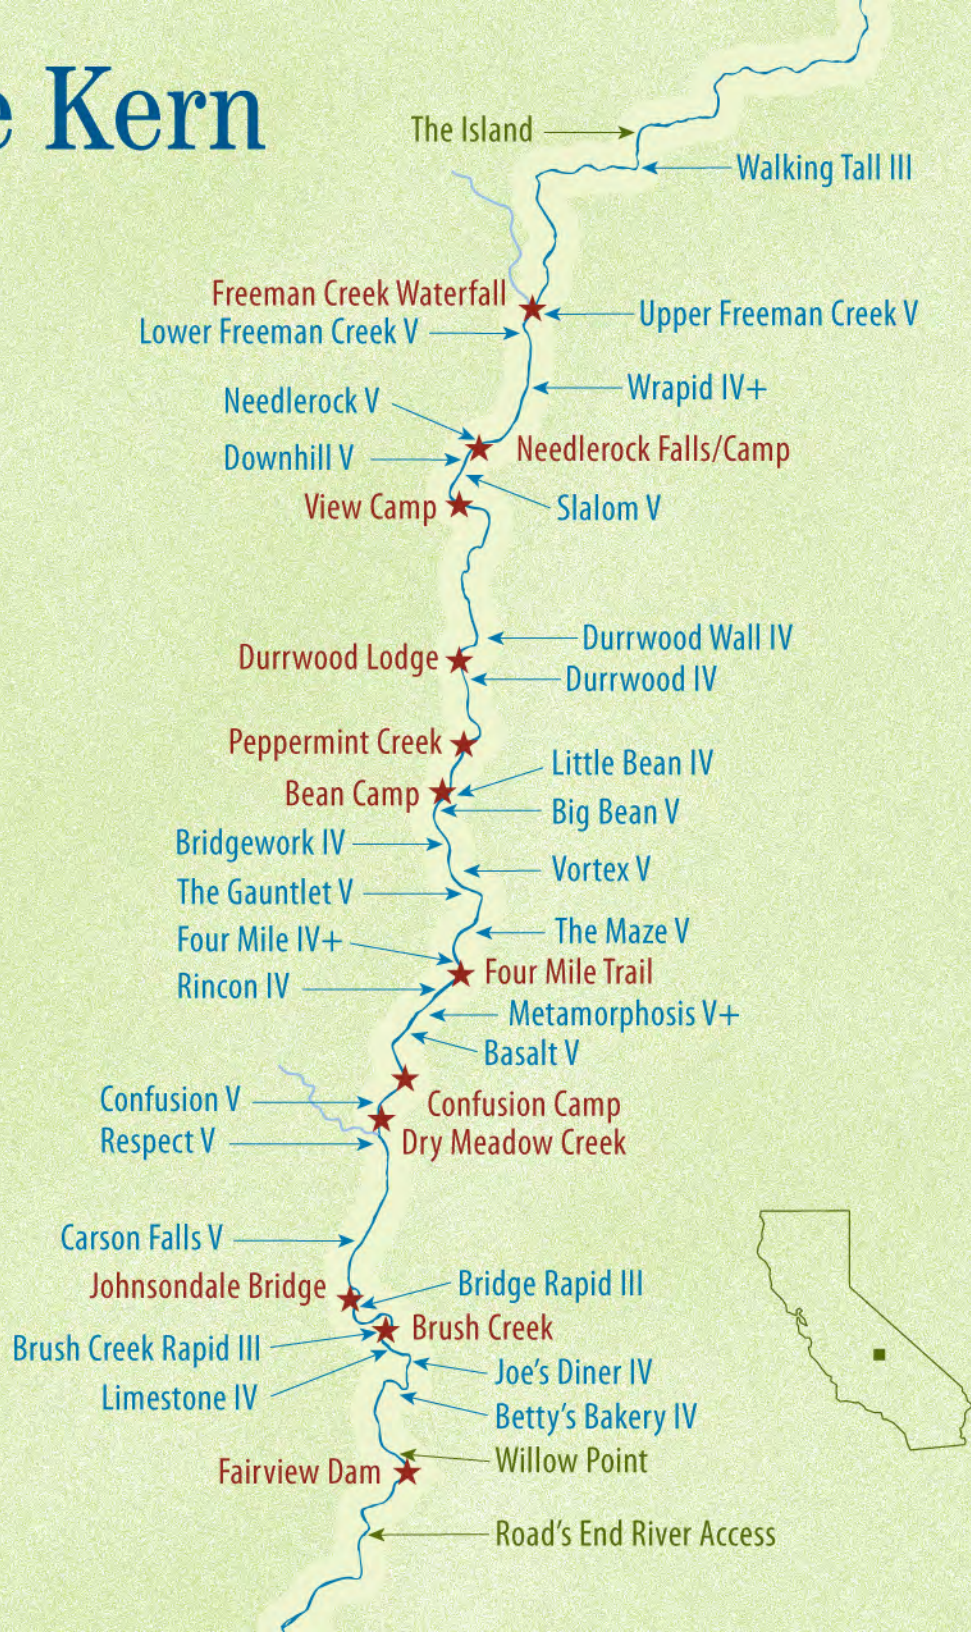 e Kern
The Island
Walking Tall III
Freeman Creek Waterfall
Upper Freeman Creek V
Lower Freeman Creek V
Wrapid IV+
Needlerock V
Needlerock Falls/Camp
Downhill V
View Camp
Slalom V
Durrwood Wall IV
Durrwood Lodge
Durrwood IV
Peppermint Creek
Little Bean IV
Bean Camp
Big Bean V
Bridgework IV
Vortex V
The Gauntlet V
The Maze V
Four Mile IV+
Four Mile Trail
Rincon IV
Metamorphosis V+
Basalt V
Confusion V
Confusion Camp
Respect V
Dry Meadow Creek
Carson Falls V
Johnsondale Bridge
Bridge Rapid III
Brush Creek
Brush Creek Rapid III
Joe's Diner IV
Limestone IV
Betty's Bakery IV
Willow Point
Fairview Dam
Road's End River Access